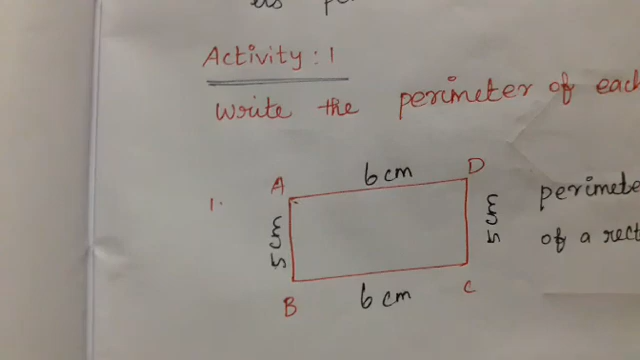 Activity : 1
Write the perimeter of each
1.
A
6 cm
D
5 cm
5 cm
B
6 cm
C
perimete
of a rect